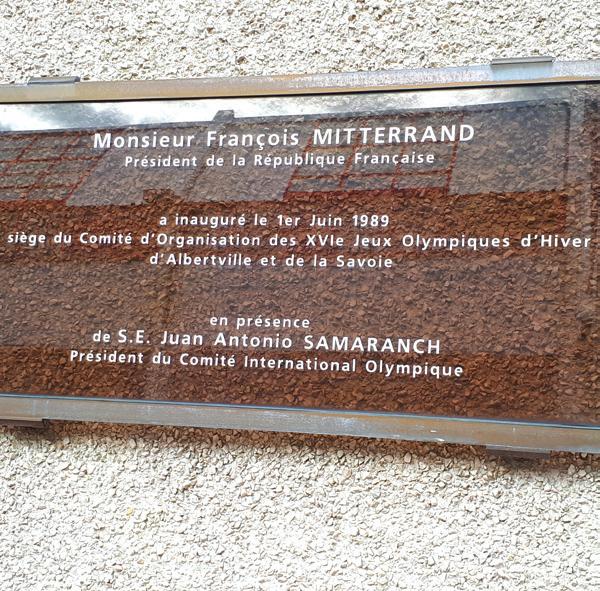 Monsieur François MITTERRAND
Président de la République Française
a inauguré le 1er Juin 1989
siège du Comité d'Organisation des XVIe Jeux Olympiques d'Hiver
d'Albertville et de la Savoie
en présence
de S.E. Juan Antonio SAMARANCH
Président du Comité International Olympique